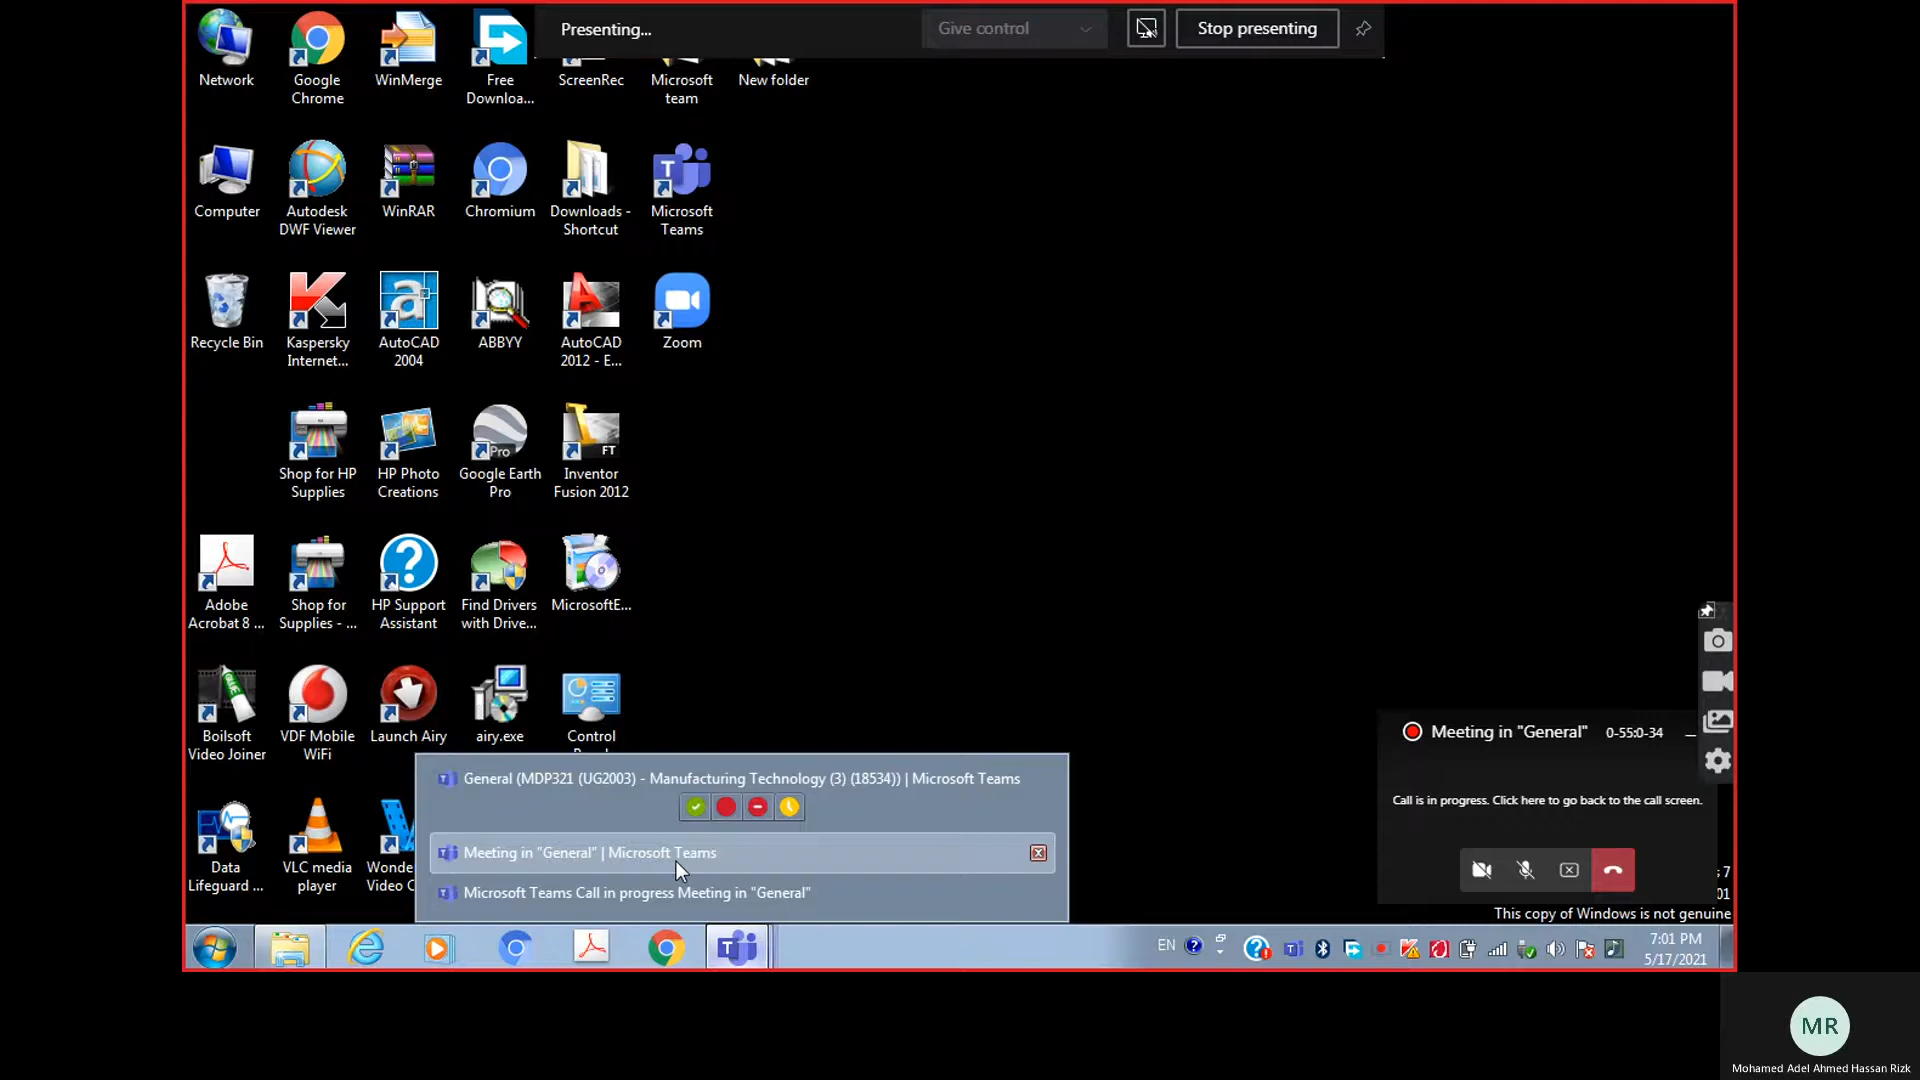 Presenting...
Give control
Stop presenting
Network
Google
Chrome
WinMerge
Free
Downloa...
ScreenRec
Microsoft
team
New folder
Computer
Autodesk
DWF Viewer
WinRAR
Chromium
Downloads -
Shortcut
Microsoft
Teams
Recycle Bin
Kaspersky
Internet...
AutoCAD
2004
ABBYY
AutoCAD
2012 - E...
Zoom
Shop for HP
Supplies
HP Photo
Creations
Pro
Google Earth
Pro
FT
Inventor
Fusion 2012
Adobe
Acrobat 8 ...
Shop for
Supplies - ...
HP Support
Assistant
Find Drivers
with Drive...
MicrosoftE...
GLUE
Boilsoft
Video Joiner
VDF Mobile
WiFi
Launch Airy
airy.exe
Control
Data
Lifeguard ...
VLC media
player
Wonde
Video C
General (MDP321 (UG2003) - Manufacturing Technology (3) (18534)) | Microsoft Teams
Meeting in "General" | Microsoft Teams
Microsoft Teams Call in progress Meeting in "General"
Meeting in "General"
0-55:0-34
Call is in progress. Click here to go back to the call screen.
s 7
01
This copy of Windows is not genuine
EN
7:01 PM
5/17/2021
MR
Mohamed Adel Ahmed Hassan Rizk